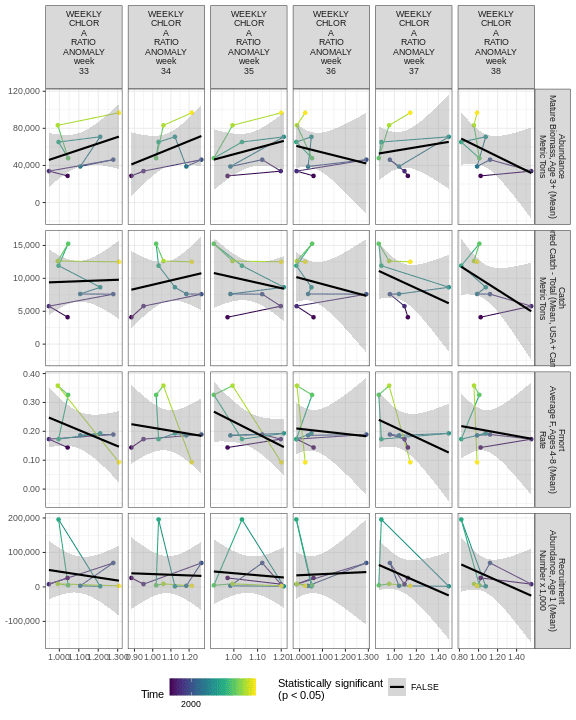 WEEKLY
CHLOR
A
RATIO
ANOMALY
week
33
WEEKLY
CHLOR
A
RATIO
ANOMALY
week
34
WEEKLY
CHLOR
A
RATIO
ANOMALY
week
35
WEEKLY
CHLOR
A
RATIO
ANOMALY
week
36
WEEKLY
CHLOR
A
RATIO
ANOMALY
week
37
WEEKLY
CHLOR
A
RATIO
ANOMALY
week
38
120,000
80,000
40,000
0
Abundance
Mature Biomass, Age 3+ (Mean)
Metric Tons
15,000
10,000
5,000
0
Catch
nted Catch - Total (Mean, USA + Can
Metric Tons
0.40
0.30
0.20
0.10
0.00
Fmort
Average F, Ages 4-8 (Mean)
Rate
200,000
100,000
0
-100,000
Recruitment
Abundance, Age 1 (Mean)
Number x 1,000
1.000 1.100 1.200 1.300
0.90 1.00 1.10 1.20
1.00 1.10 1.20
1.000 1.100 1.200 1.300
1.00 1.20 1.40
0.80 1.00 1.20 1.40
Time
2000
Statistically significant
(p < 0.05)
FALSE